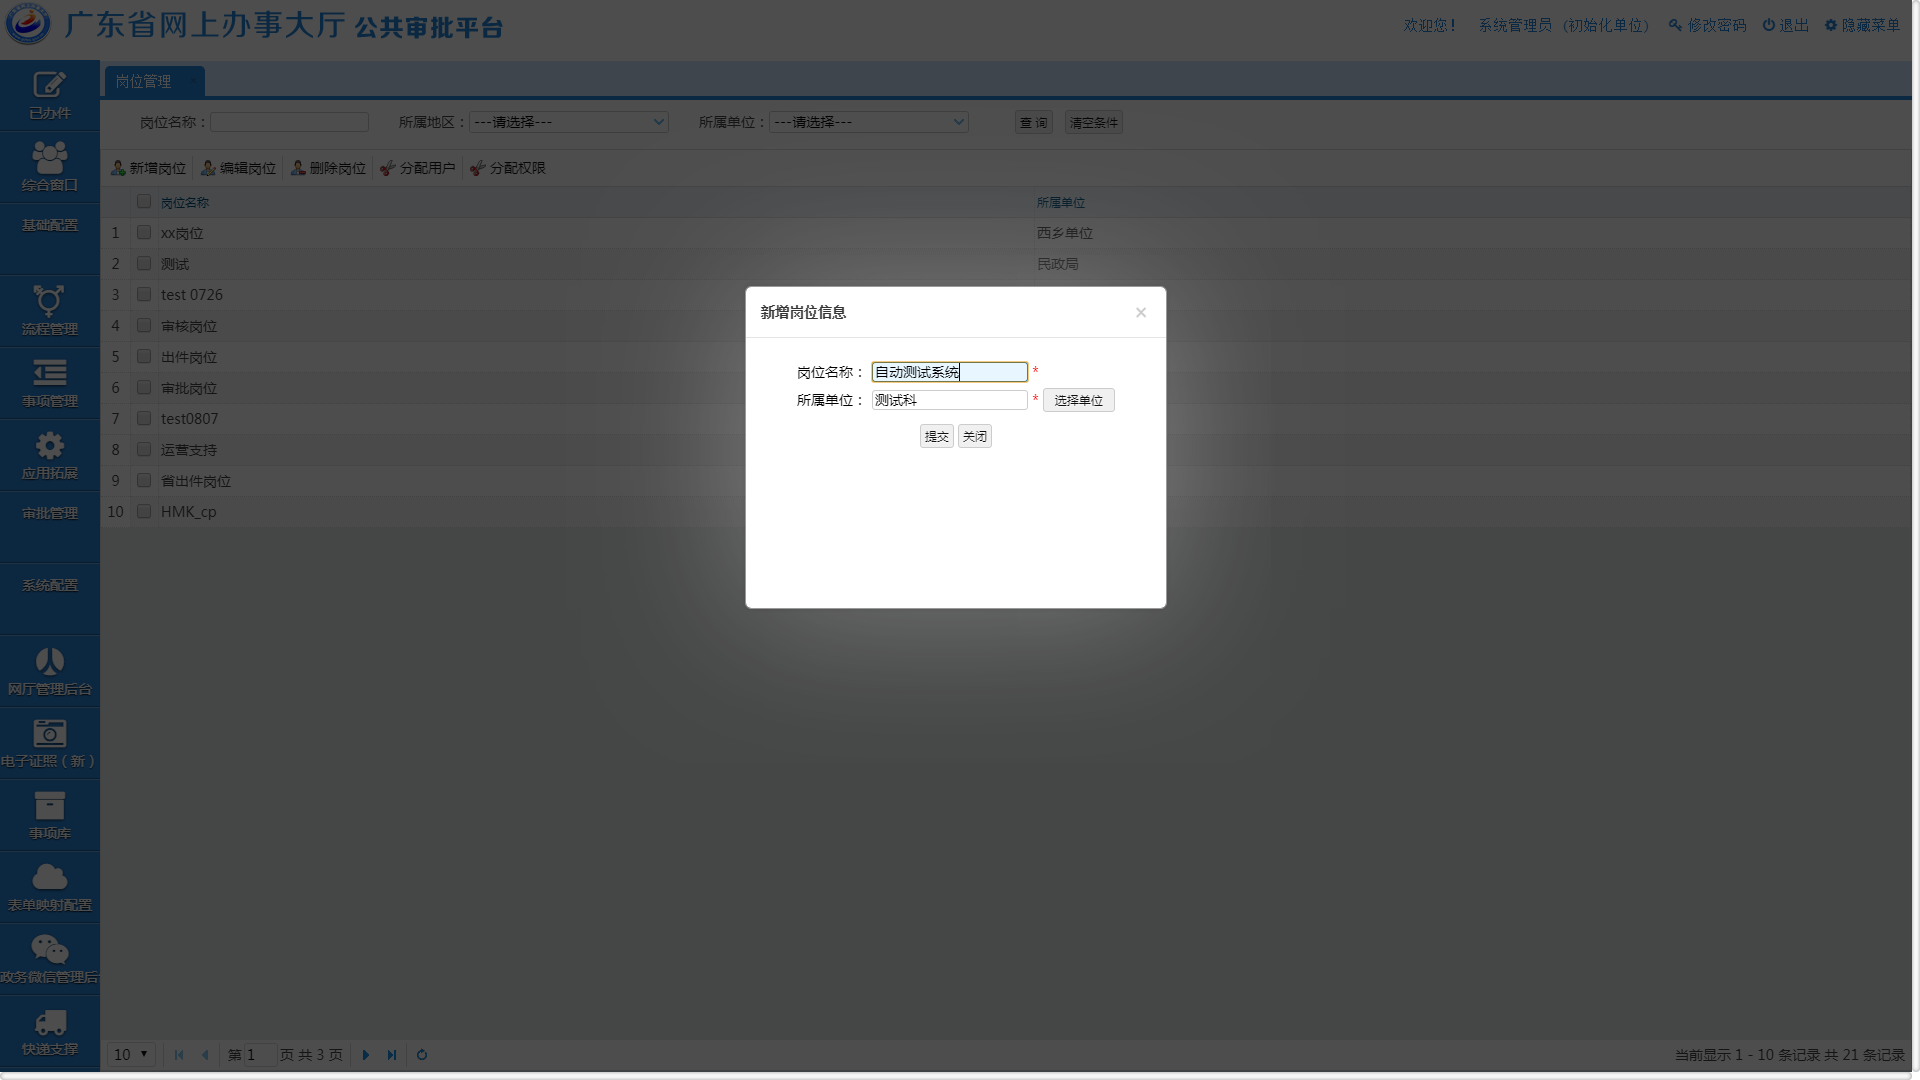 广东省网上办事大厅 公共审批平台
欢迎您! 系统管理员 (初始化单位) 修改密码 退出 隐藏菜单
岗位管理
岗位名称： 所属地区： ---请选择--- 所属单位： ---请选择--- 查 询 清空条件
新增岗位 编辑岗位 删除岗位 分配用户 分配权限
岗位名称 所属单位
1 xx岗位 西乡单位
2 测试 民政局
3 test 0726
4 审核岗位
5 出件岗位
6 审批岗位
7 test0807
8 运营支持
9 省出件岗位
10 HMK_cp
新增岗位信息 ×
岗位名称： 自动测试系统 *
所属单位： 测试科 * 选择单位
提交 关闭
已办件
综合窗口
基础配置
流程管理
事项管理
应用拓展
审批管理
系统配置
网厅管理后台
电子证照（新）
事项库
表单映射配置
政务微信管理后
快递支撑
10 第 1 页 共 3 页 当前显示 1 - 10 条记录 共 21 条记录